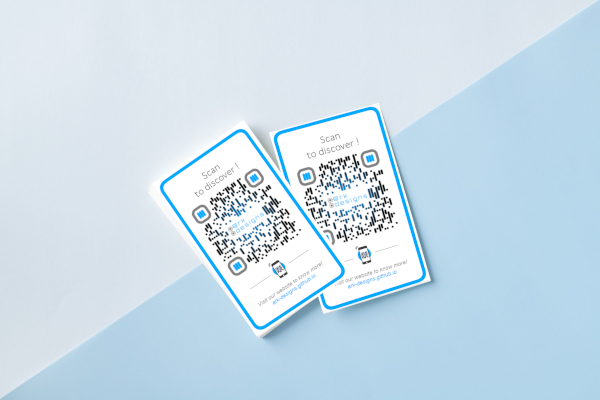 Scan
to discover !
ark
designs
Visit our website to know more!
ark-designs.github.io
Scan
to discover !
ark
designs
visit our website to know more!
ark-designs.github.io